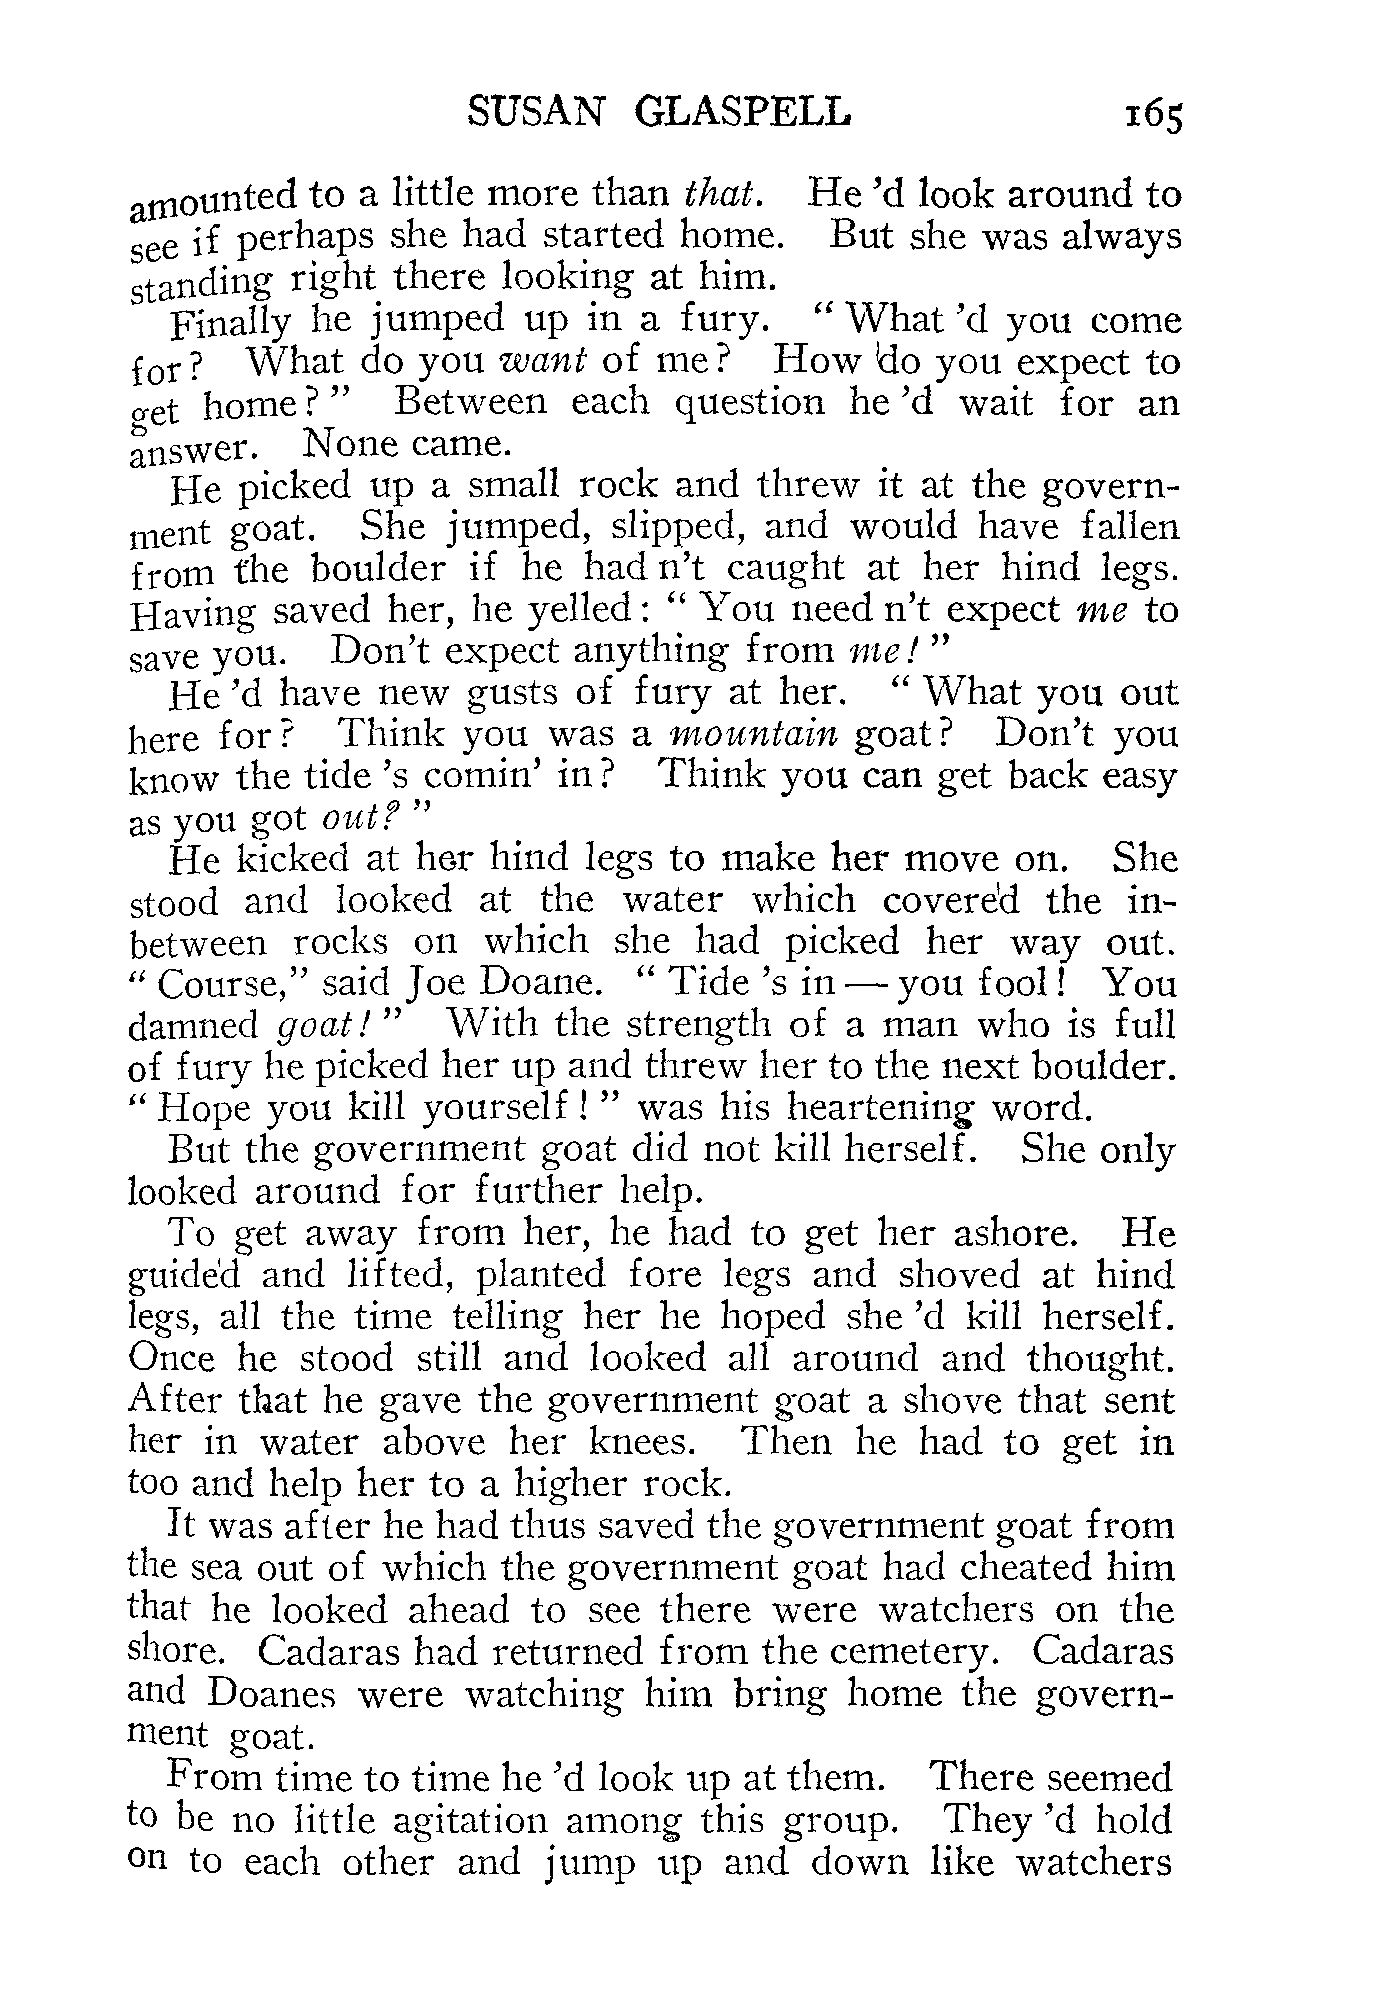 SUSAN GLASPELL 165
amounted to a little more than that. He 'd look around to
see if perhaps she had started home. But she was always
standing right there looking at him.
Finally he jumped up in a fury. " What 'd you come
for? What do you want of me? How do you expect to
get home? " Between each question he 'd wait for an
answer. None came.
He picked up a small rock and threw it at the govern-
ment goat. She jumped, slipped, and would have fallen
from the boulder if he had n't caught at her hind legs.
Having saved her, he yelled: " You need n't expect me to
save you. Don't expect anything from me! "
He 'd have new gusts of fury at her. " What you out
here for? Think you was a mountain goat? Don't you
know the tide 's comin' in? Think you can get back easy
as you got out? "
He kicked at her hind legs to make her move on. She
stood and looked at the water which covered the in-
between rocks on which she had picked her way out.
" Course," said Joe Doane. " Tide 's in — you fool! You
damned goat! " With the strength of a man who is full
of fury he picked her up and threw her to the next boulder.
" Hope you kill yourself! " was his heartening word.
But the government goat did not kill herself. She only
looked around for further help.
To get away from her, he had to get her ashore. He
guided and lifted, planted fore legs and shoved at hind
legs, all the time telling her he hoped she 'd kill herself.
Once he stood still and looked all around and thought.
After that he gave the government goat a shove that sent
her in water above her knees. Then he had to get in
too and help her to a higher rock.
It was after he had thus saved the government goat from
the sea out of which the government goat had cheated him
that he looked ahead to see there were watchers on the
shore. Cadaras had returned from the cemetery. Cadaras
and Doanes were watching him bring home the govern-
ment goat.
From time to time he 'd look up at them. There seemed
to be no little agitation among this group. They 'd hold
on to each other and jump up and down like watchers